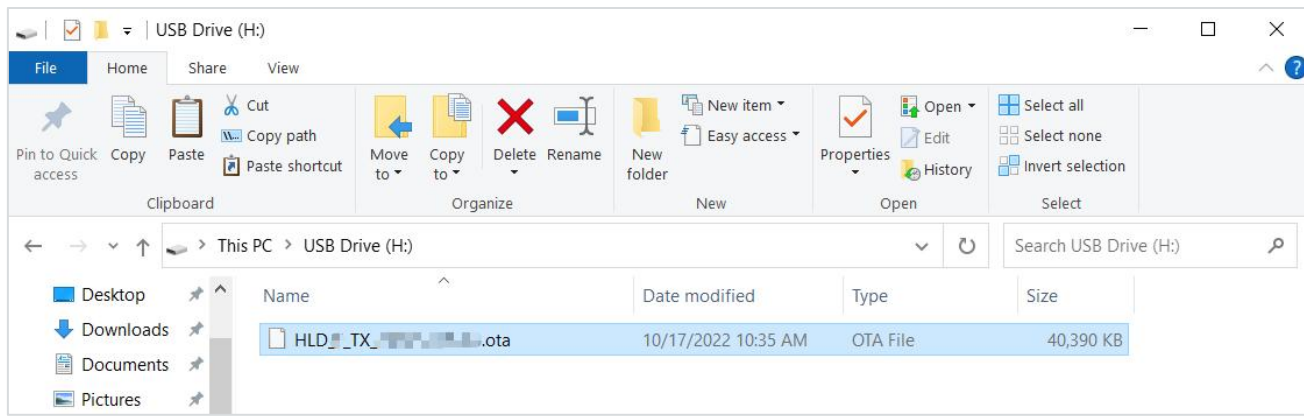 USB Drive (H:)
File Home Share View
Pin to Quick access
Copy
Paste
Cut
Copy path
Paste shortcut
Clipboard
Move to
Copy to
Delete
Rename
Organize
New folder
New item
Easy access
New
Properties
Open
Edit
History
Open
Select all
Select none
Invert selection
Select
This PC > USB Drive (H:)
Search USB Drive (H:)
Desktop
Downloads
Documents
Pictures
Name Date modified Type Size
HLD_ _TX_ .ota 10/17/2022 10:35 AM OTA File 40,390 KB